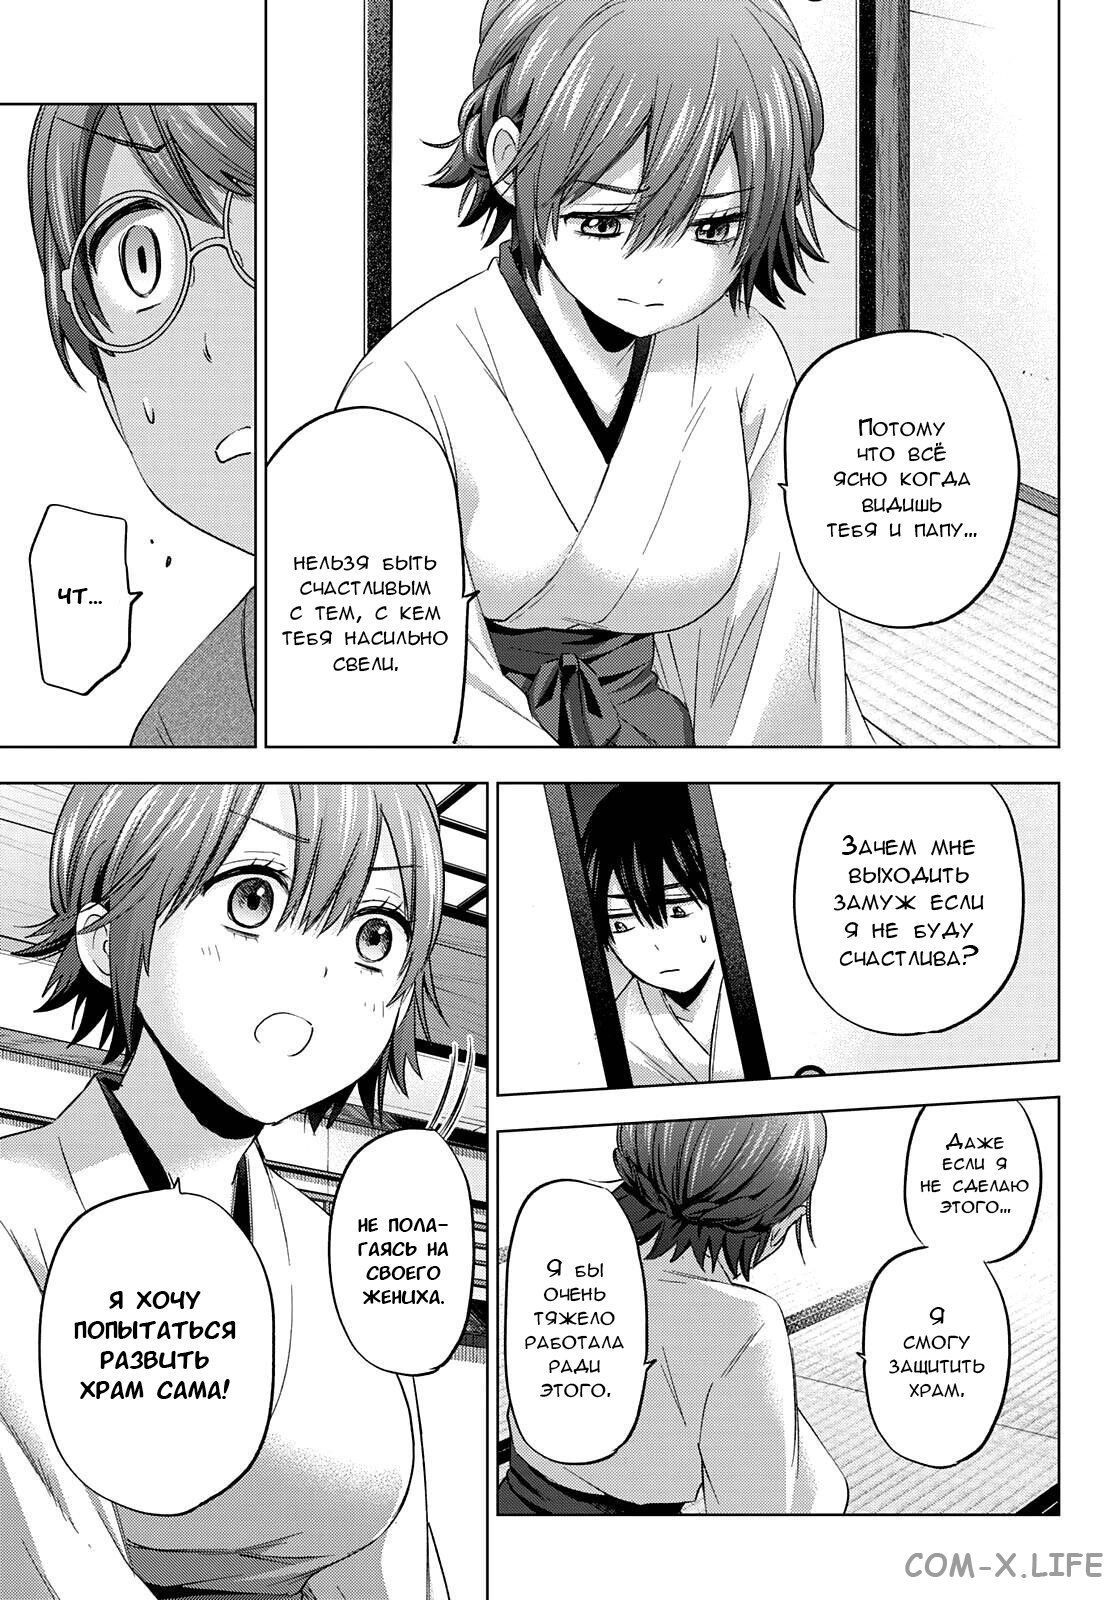 Потому
что всё
ясно когда
видишь
тебя и папу...
нельзя быть
счастливым
с тем, с кем
тебя насильно
свели.
чт...
Зачем мне
выходить
замуж если
я не буду
счастлива?
Даже
если я
не сделаю
этого...
Я
смогу
защитить
храм.
Я бы
очень
тяжело
работала
ради
этого.
не пола-
гаясь на
своего
жениха.
я хочу
попытаться
развить
храм сама!
COM-X.LIFE